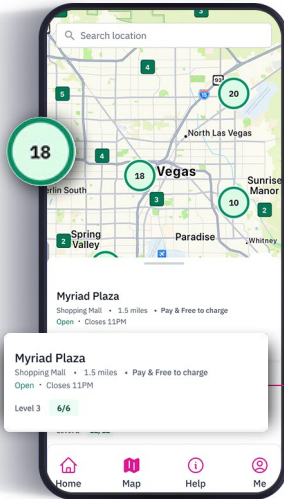 3
Search location
4
93
5
15
20
North Las Vegas
18
4
18
Vegas
Sunrise
Manor
erlin South
3
10
2
Spring
Valley
2
Paradise
Whitney
Myriad Plaza
Shopping Mall • 1.5 miles • Pay & Free to charge
Open • Closes 11PM
Myriad Plaza
Shopping Mall • 1.5 miles • Pay & Free to charge
Open • Closes 11PM
Level 3 6/6
Home Map Help Me